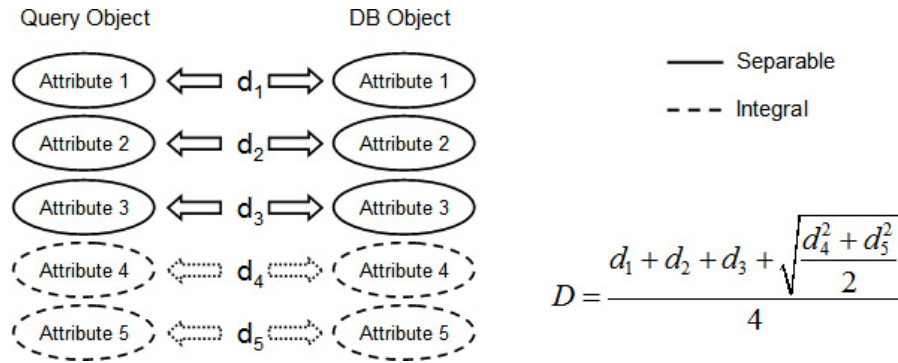 Query Object DB Object
Attribute 1 d₁ Attribute 1
Attribute 2 d₂ Attribute 2
Attribute 3 d₃ Attribute 3
Attribute 4 d₄ Attribute 4
Attribute 5 d₅ Attribute 5
Separable
Integral
D = (d₁ + d₂ + d₃ + √((d₄² + d₅²)/2))/4